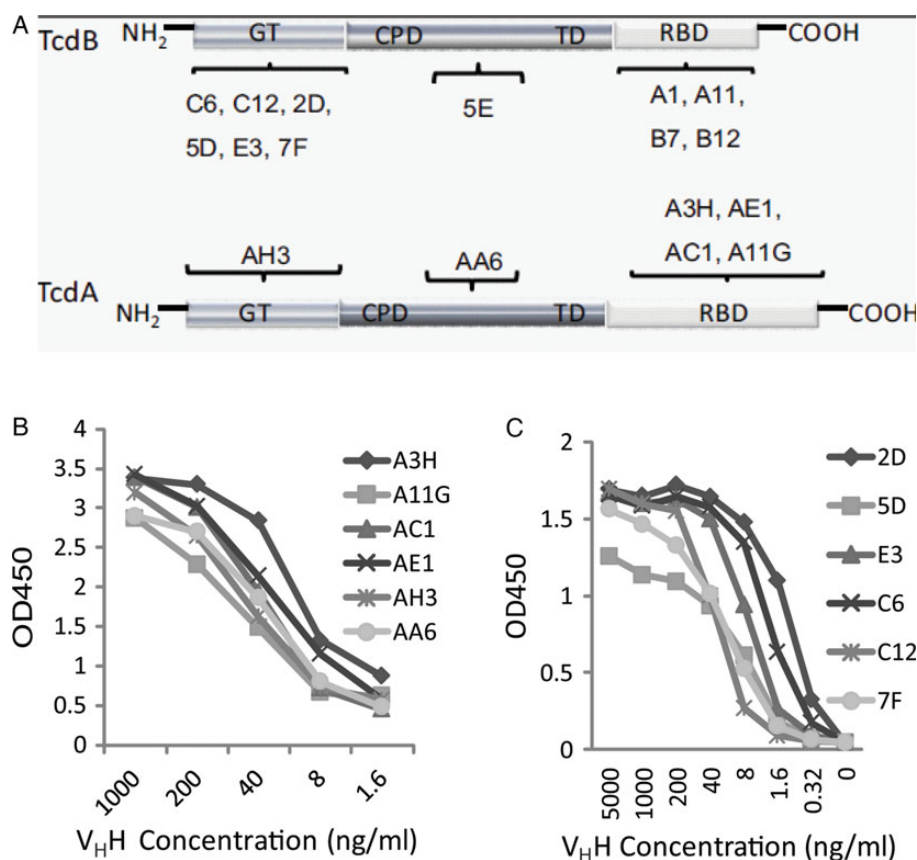 A
TcdB
NH2
GT
CPD
TD
RBD
COOH
C6, C12, 2D,
5D, E3, 7F
5E
A1, A11,
B7, B12
A3H, AE1,
AC1, A11G
AH3
AA6
TcdA
NH2
GT
CPD
TD
RBD
COOH
B
4
3.5
3
2.5
2
1.5
1
0.5
0
OD450
1000
200
40
8
1.6
VHH Concentration (ng/ml)
A3H
A11G
AC1
AE1
AH3
AA6
C
2
1.5
1
0.5
0
OD450
5000
1000
200
40
8
1.6
0.32
0
VHH Concentration (ng/ml)
2D
5D
E3
C6
C12
7F